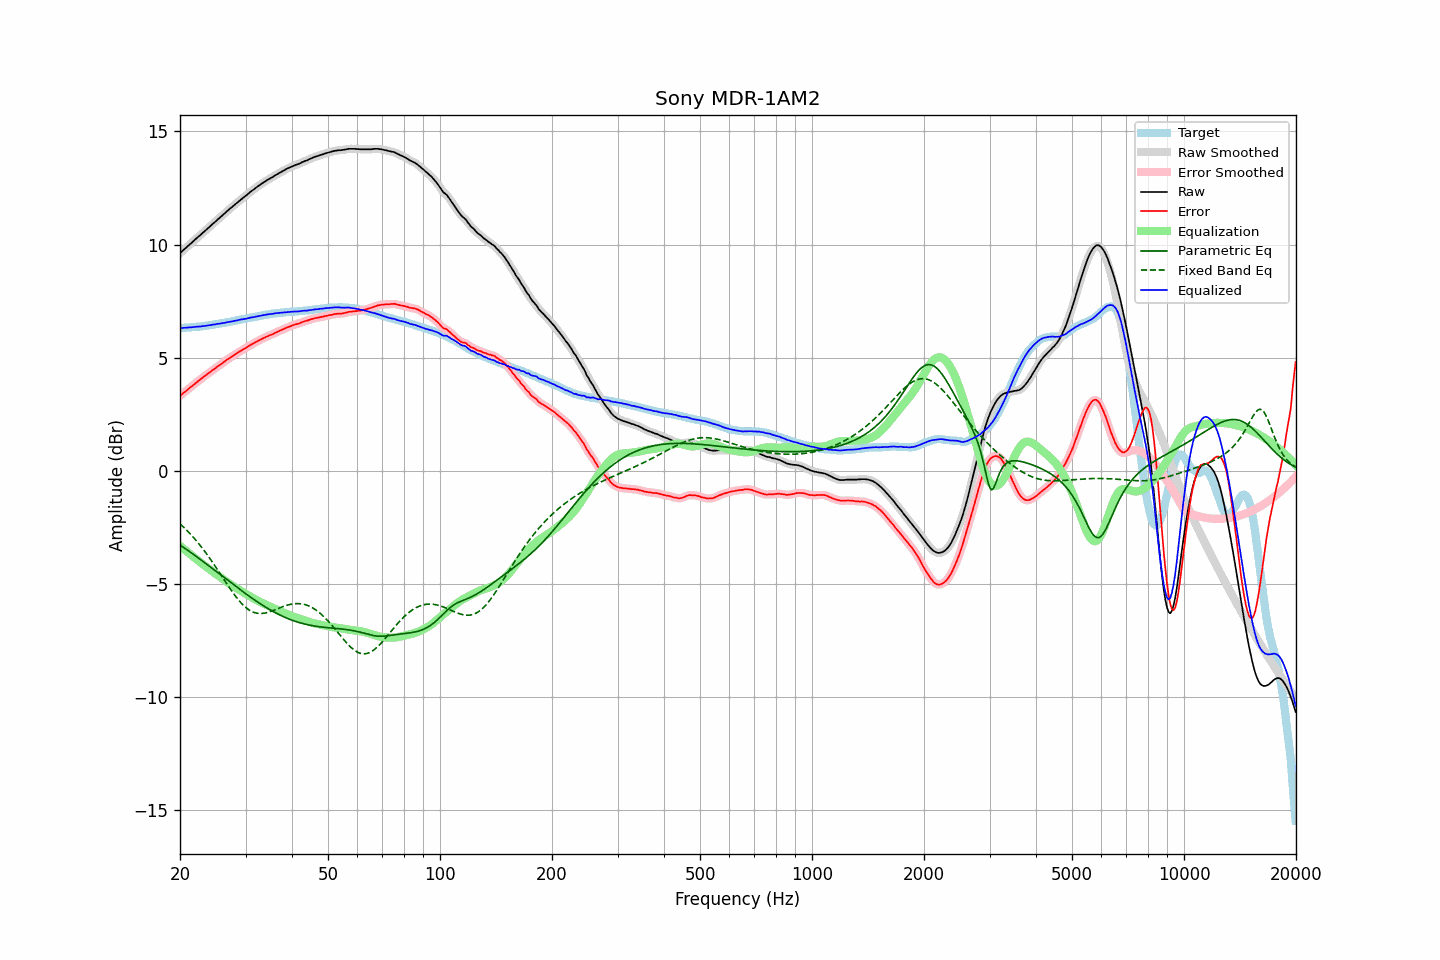 Sony MDR-1AM2
Amplitude (dBr)
15
10
5
0
−5
−10
−15
Target
Raw Smoothed
Error Smoothed
Raw
Error
Equalization
Parametric Eq
Fixed Band Eq
Equalized
20 50 100 200 500 1000 2000 5000 10000 20000
Frequency (Hz)